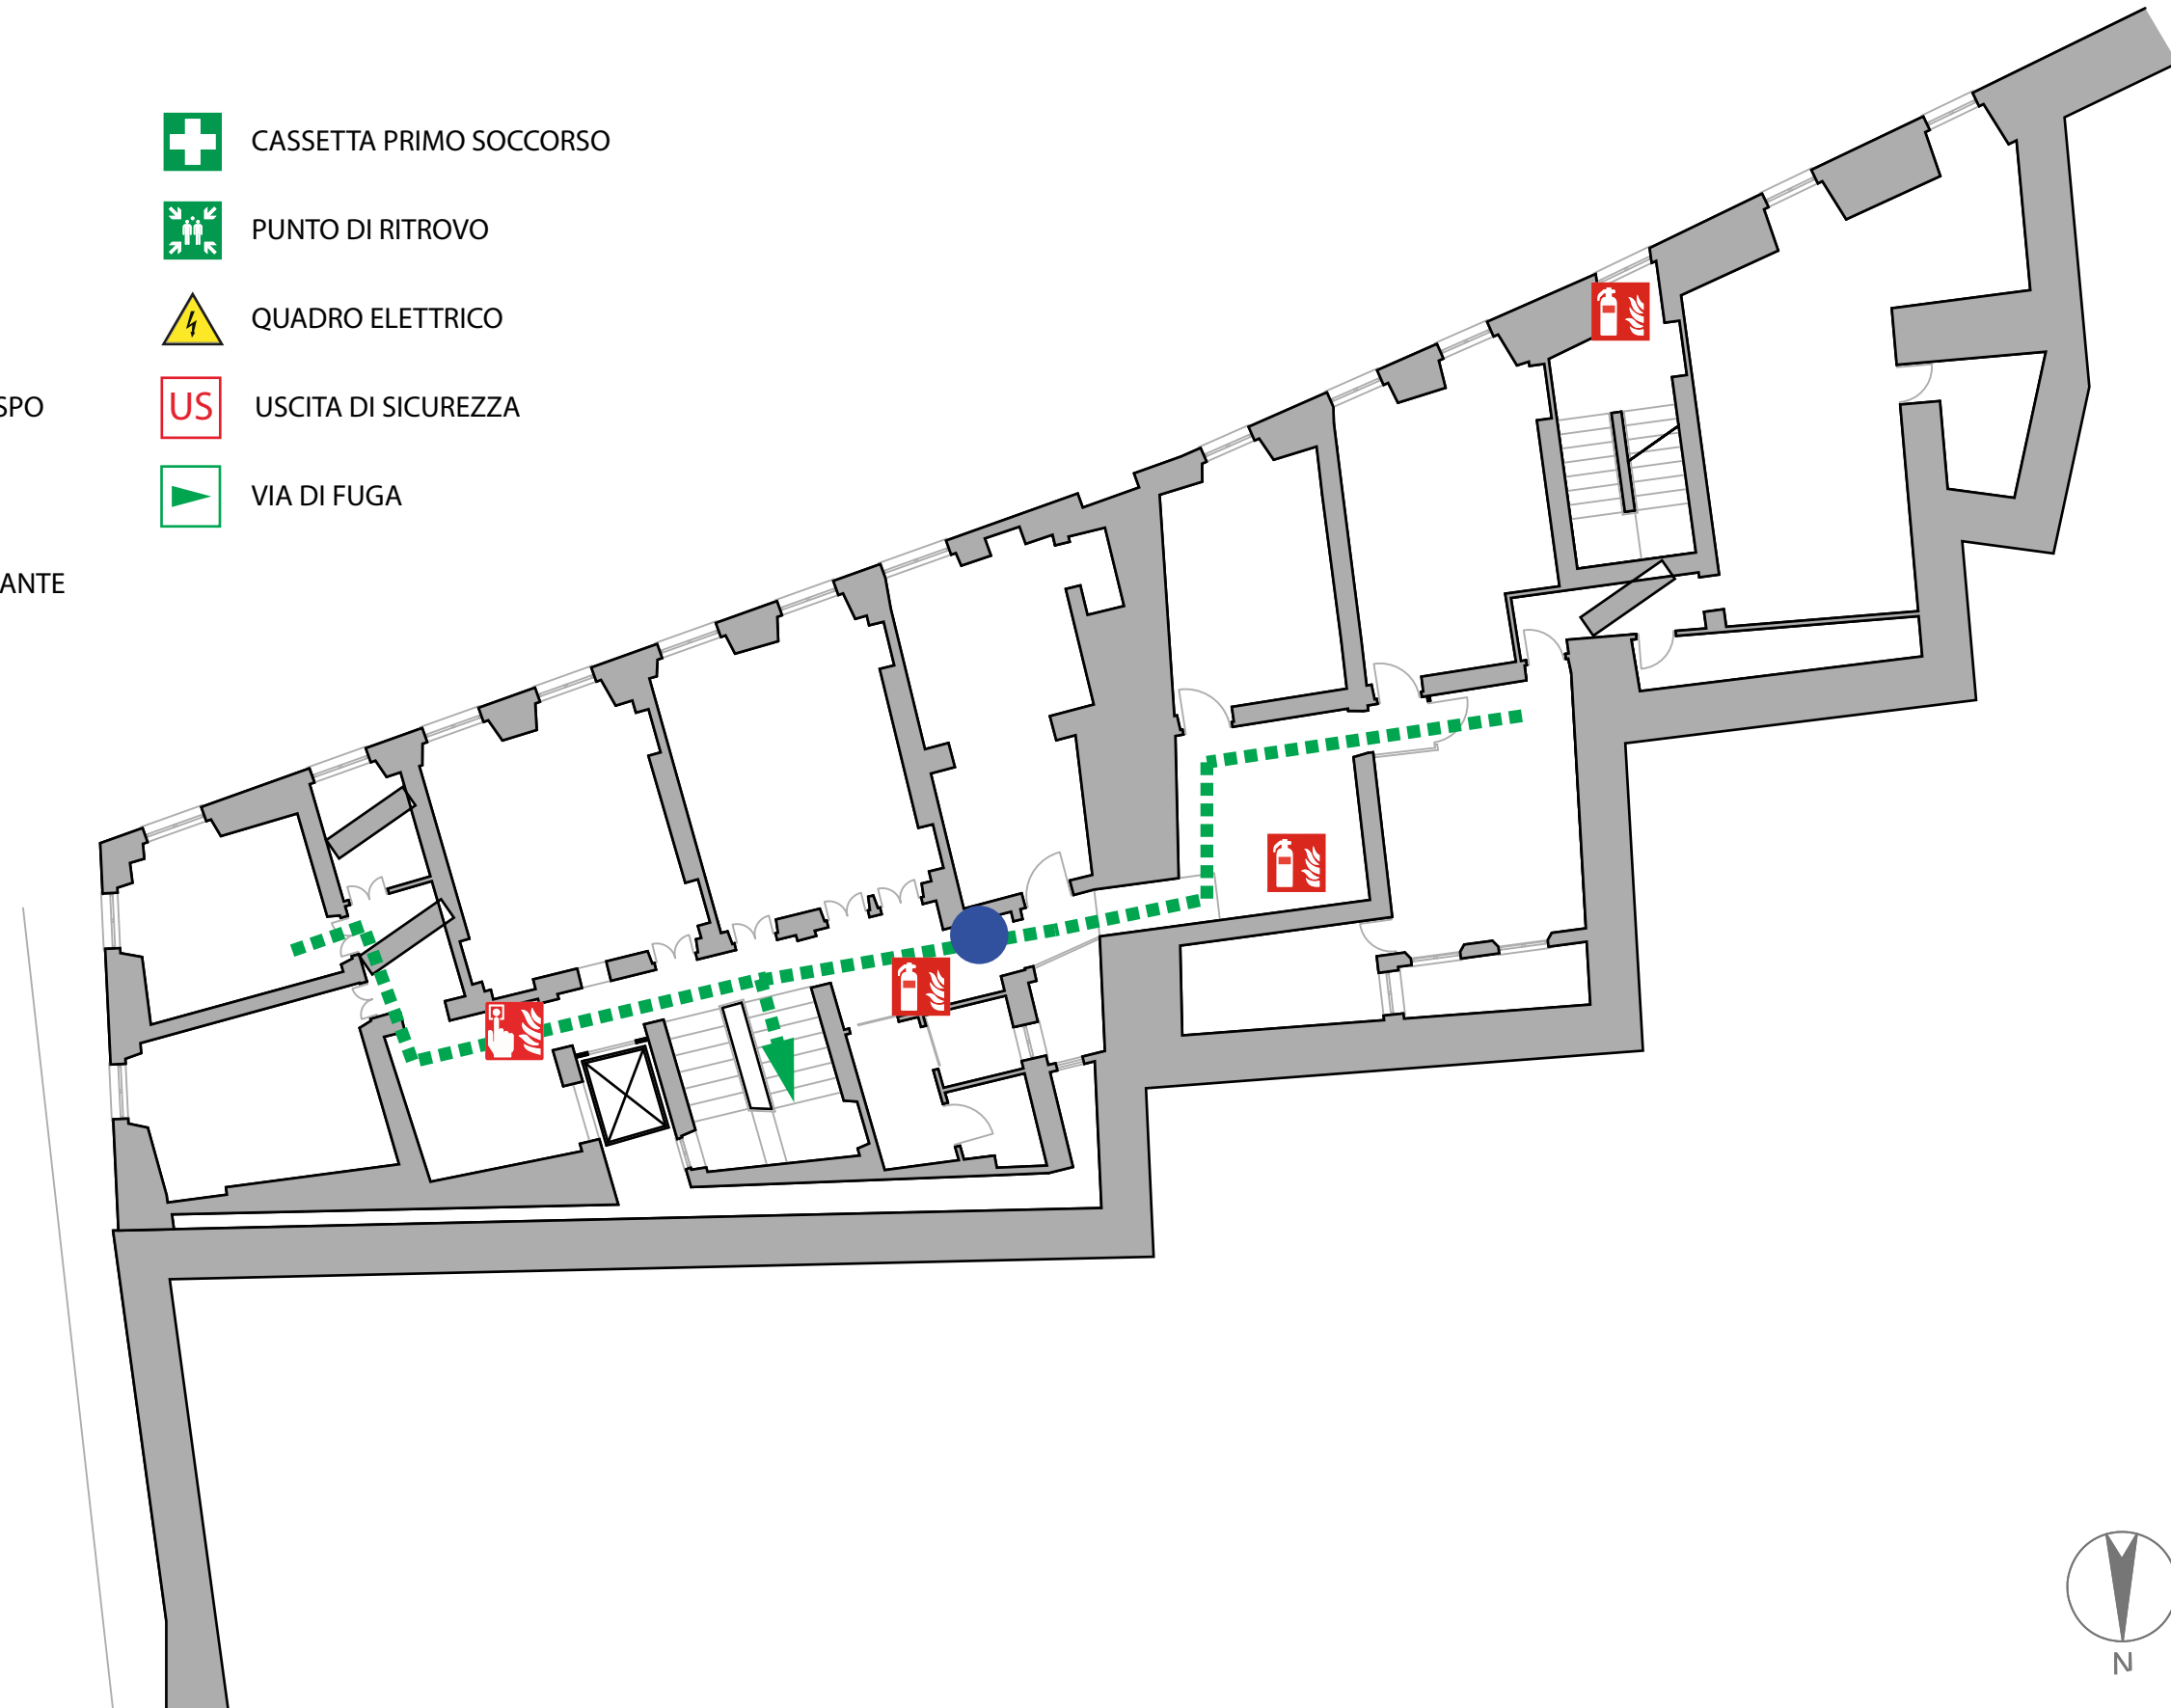 CASSETTA PRIMO SOCCORSO
PUNTO DI RITROVO
QUADRO ELETTRICO
SPO
US USCITA DI SICUREZZA
VIA DI FUGA
ANTE
N